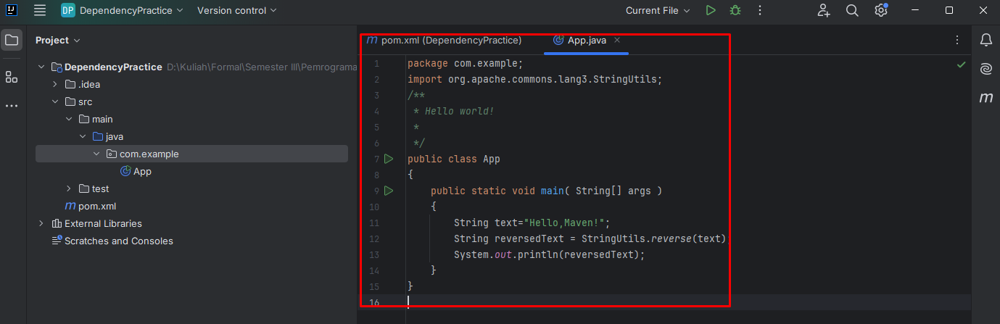 DP DependencyPractice Version control Current File
Project
DependencyPractice D:\Kuliah\Formal\Semester III\Pemrograma
.idea
src
main
java
com.example
App
test
pom.xml
External Libraries
Scratches and Consoles
pom.xml (DependencyPractice) App.java
1 package com.example;
2 import org.apache.commons.lang3.StringUtils;
3 /**
4 * Hello world!
5 *
6 */
7 public class App
8 {
9 public static void main( String[] args )
10 {
11 String text="Hello,Maven!";
12 String reversedText = StringUtils.reverse(text)
13 System.out.println(reversedText);
14 }
15 }
16